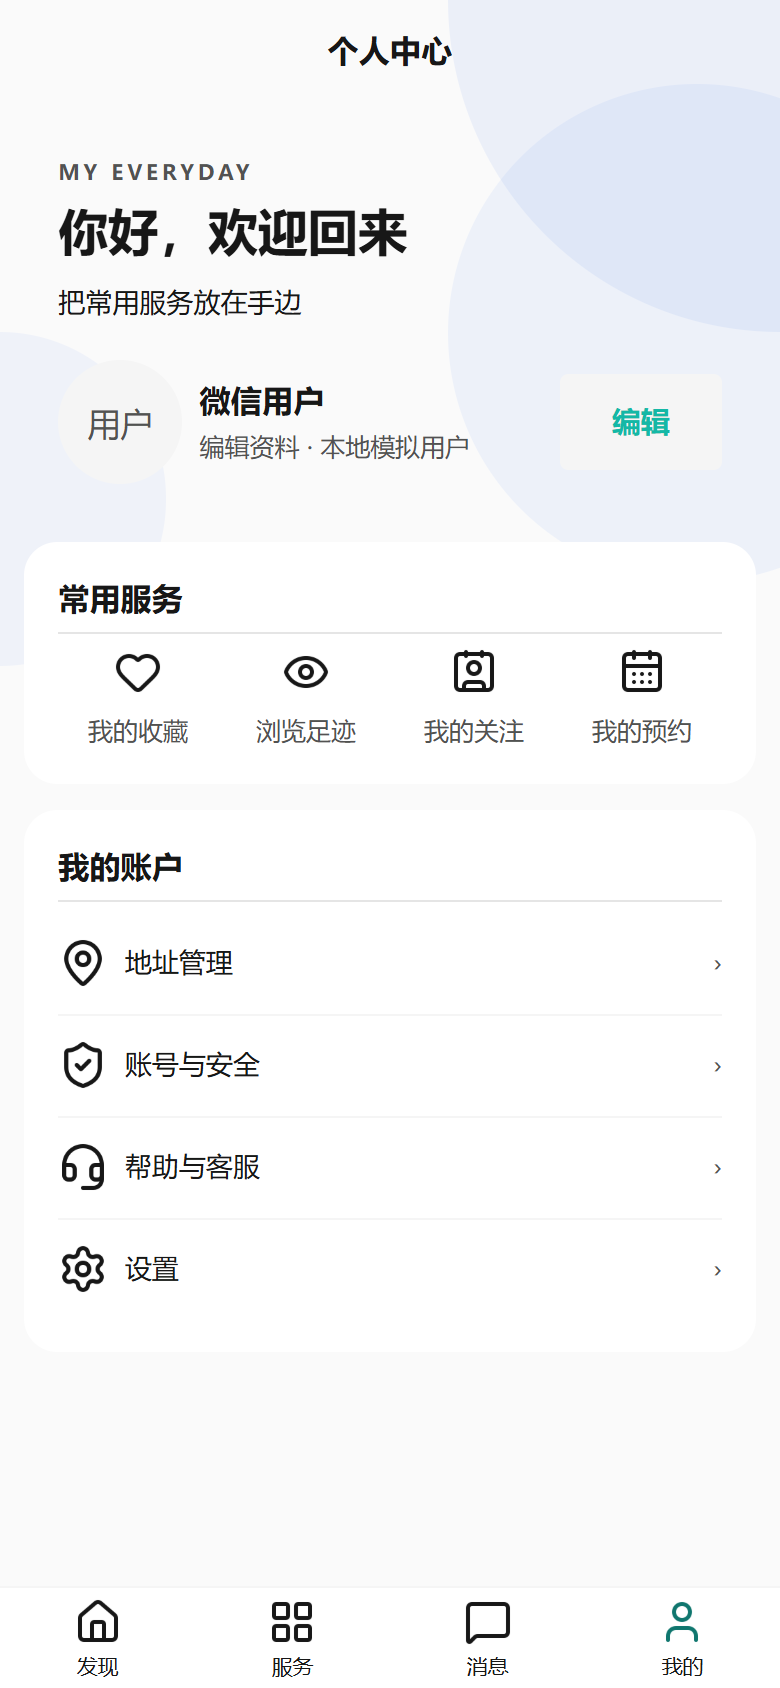 个人中心
MY EVERYDAY
你好，欢迎回来
把常用服务放在手边
用户
微信用户
编辑资料 · 本地模拟用户
编辑
常用服务
我的收藏
浏览足迹
我的关注
我的预约
我的账户
地址管理 ›
账号与安全 ›
帮助与客服 ›
设置 ›
发现
服务
消息
我的